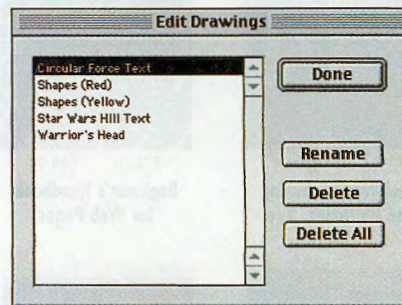 Edit Drawings
Circular Force Text
Shapes (Red)
Shapes (Yellow)
Star Wars Hill Text
Warrior's Head
Done
Rename
Delete
Delete All